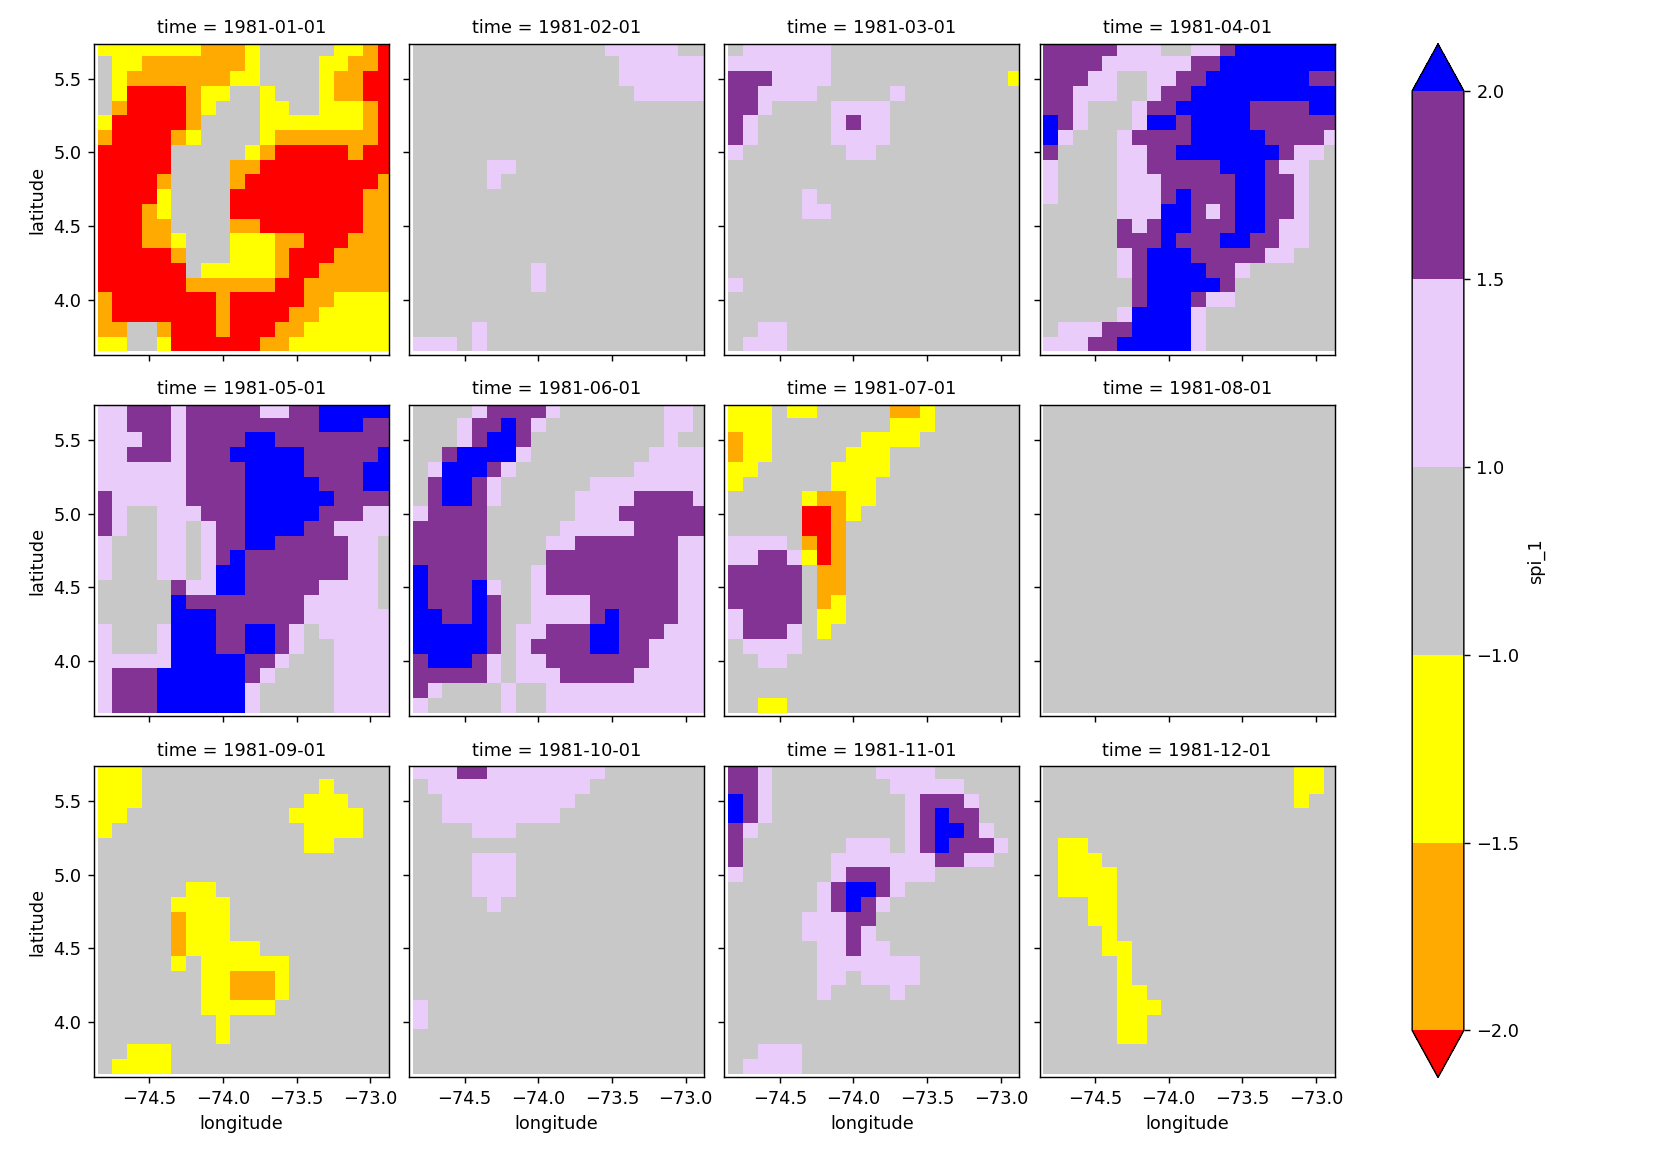 time = 1981-01-01
time = 1981-02-01
time = 1981-03-01
time = 1981-04-01
5.5
5.0
4.5
4.0
latitude
time = 1981-05-01
time = 1981-06-01
time = 1981-07-01
time = 1981-08-01
5.5
5.0
4.5
4.0
latitude
time = 1981-09-01
time = 1981-10-01
time = 1981-11-01
time = 1981-12-01
5.5
5.0
4.5
4.0
latitude
−74.5 −74.0 −73.5 −73.0
longitude
−74.5 −74.0 −73.5 −73.0
longitude
−74.5 −74.0 −73.5 −73.0
longitude
−74.5 −74.0 −73.5 −73.0
longitude
2.0
1.5
1.0
−1.0
−1.5
−2.0
spi_1